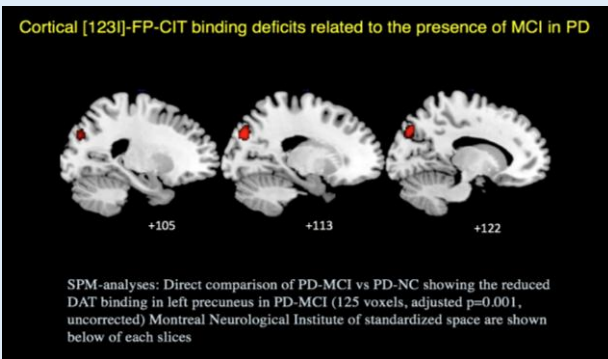 Cortical [123I]-FP-CIT binding deficits related to the presence of MCI in PD
+105
+113
+122
SPM-analyses: Direct comparison of PD-MCI vs PD-NC showing the reduced
DAT binding in left precuneus in PD-MCI (125 voxels, adjusted p=0.001,
uncorrected) Montreal Neurological Institute of standardized space are shown
below of each slices